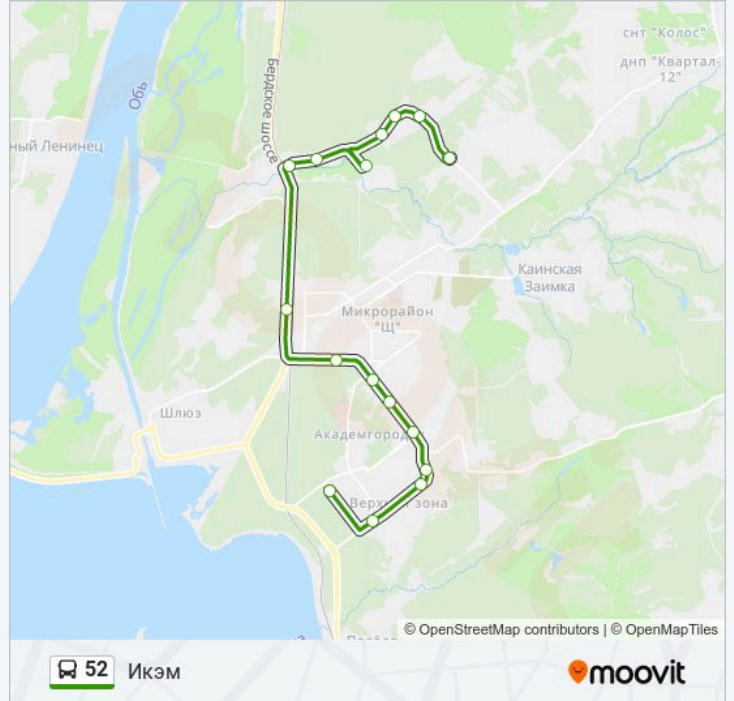 снт "Колос"
днп "Квартал-
12"
Обь
Бердское шоссе
ный Ленинец
Каинская
Заимка
Микрорайон
"Щ"
Шлюз
Академгород
Верх зона
© OpenStreetMap contributors | © OpenMapTiles
52 Икэм
moovit